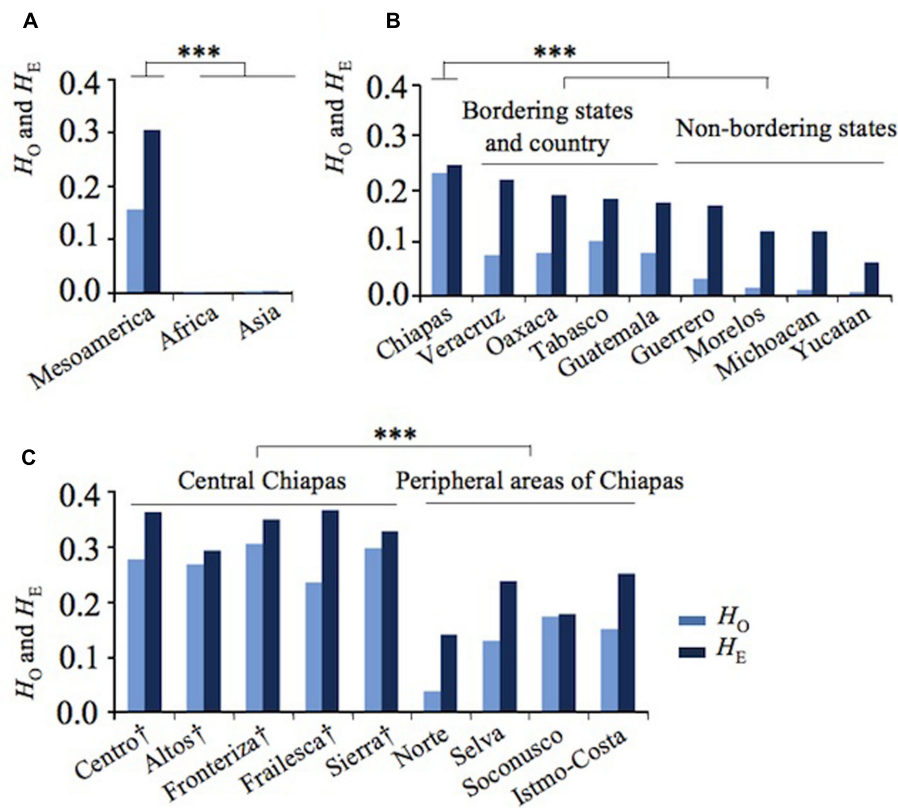 A
***
0.4
0.3
0.2
0.1
0.0
HO and HE
Mesoamerica
Africa
Asia
B
***
0.4
0.3
0.2
0.1
0.0
HO and HE
Bordering states
and country
Non-bordering states
Chiapas
Veracruz
Oaxaca
Tabasco
Guatemala
Guerrero
Morelos
Michoacan
Yucatan
C
***
Central Chiapas
Peripheral areas of Chiapas
0.4
0.3
0.2
0.1
0.0
HO and HE
Centro†
Altos†
Fronteriza†
Frailesca†
Sierra†
Norte
Selva
Soconusco
Istmo-Costa
HO
HE